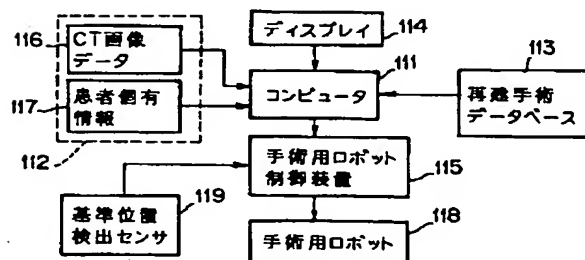 116
CT画像
データ
117
患者個有
情報
112
ディスプレイ
114
111
コンピュータ
113
再建手術
データベース
手術用ロボット
制御装置
115
基準位置
検出センサ
119
118
手術用ロボット